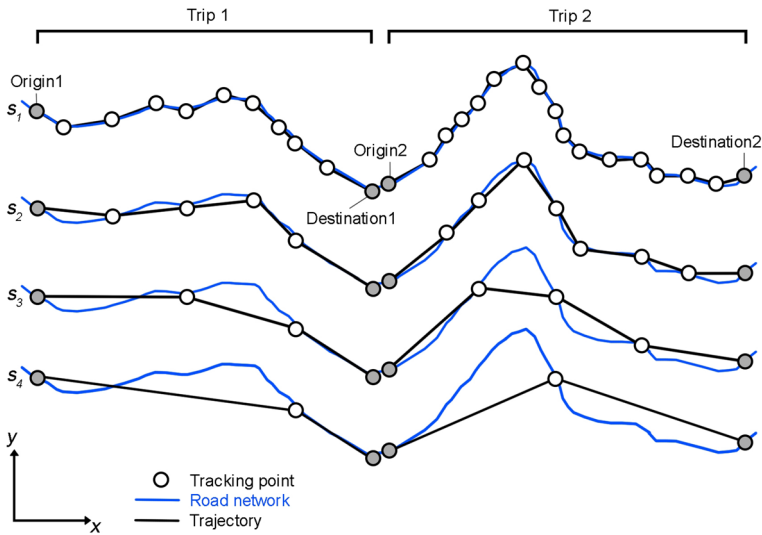 Trip 1
Trip 2
Origin1
s1
Origin2
Destination2
Destination1
s2
s3
s4
y
x
Tracking point
Road network
Trajectory